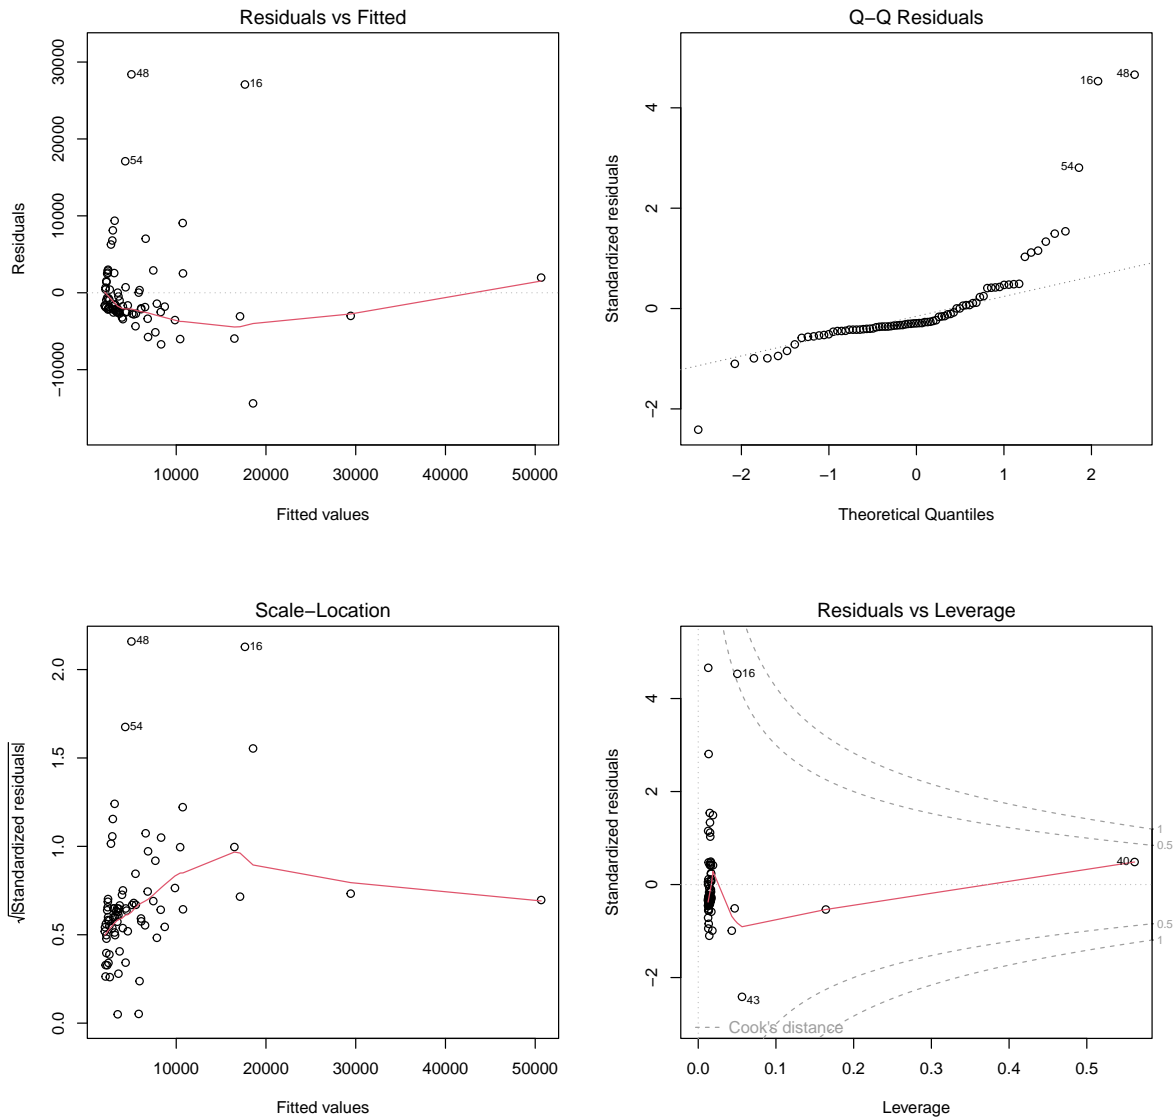 Residuals vs Fitted
30000
20000
10000
0
−10000
Residuals
48
16
54
10000 20000 30000 40000 50000
Fitted values
Q−Q Residuals
4
2
0
−2
Standardized residuals
16
48
54
−2 −1 0 1 2
Theoretical Quantiles
Scale−Location
2.0
1.5
1.0
0.5
0.0
√|Standardized residuals|
48
16
54
10000 20000 30000 40000 50000
Fitted values
Residuals vs Leverage
4
2
0
−2
Standardized residuals
16
40
43
1
0.5
0.5
1
Cook's distance
0.0 0.1 0.2 0.3 0.4 0.5
Leverage